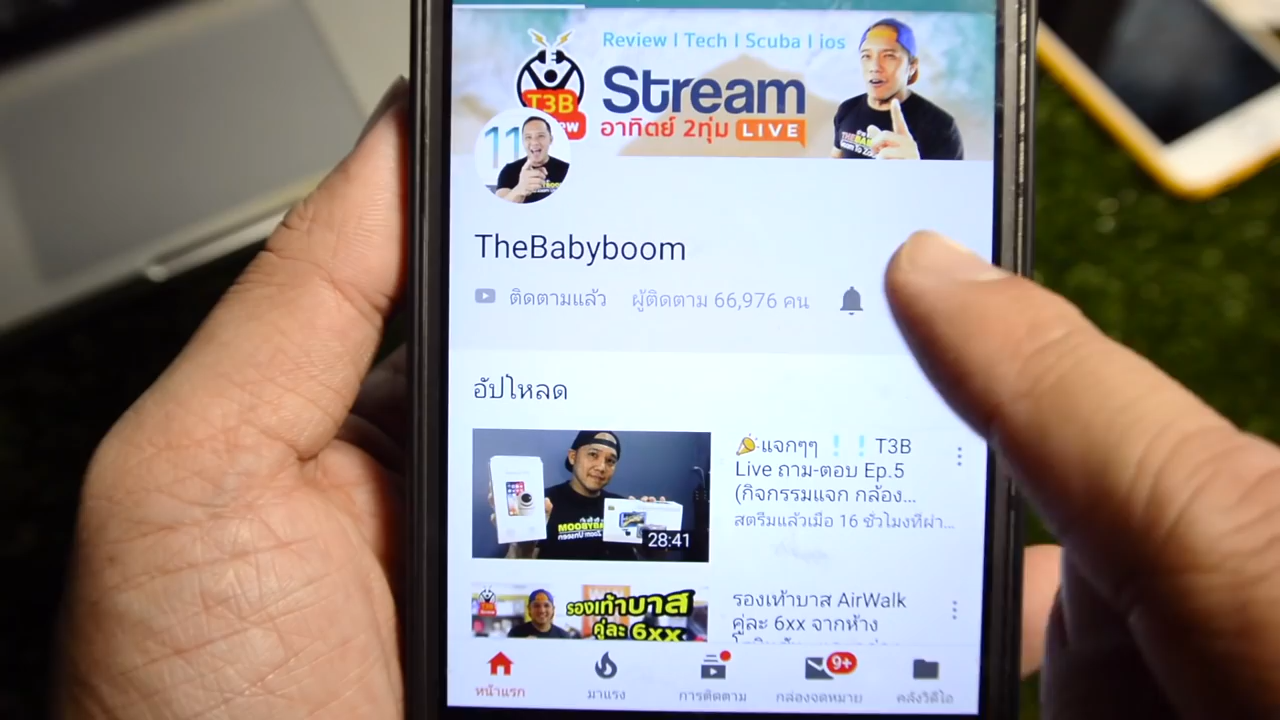 Review I Tech I Scuba I ios
T3B
Stream
อาทิตย์ 2ทุ่ม LIVE
11
TheBabyboom
ติดตามแล้ว ผู้ติดตาม 66,976 คน
อัปโหลด
แจกๆๆ ❕❕ T3B
Live ถาม-ตอบ Ep.5
(กิจกรรมแจก กล้อง...
สตรีมแล้วเมื่อ 16 ชั่วโมงที่ผ่า...
28:41
รองเท้าบาส
คู่ละ 6xx
รองเท้าบาส AirWalk
คู่ละ 6xx จากห้าง
9+
หน้าแรก มาแรง การติดตาม กล่องจดหมาย คลังวิดีโอ